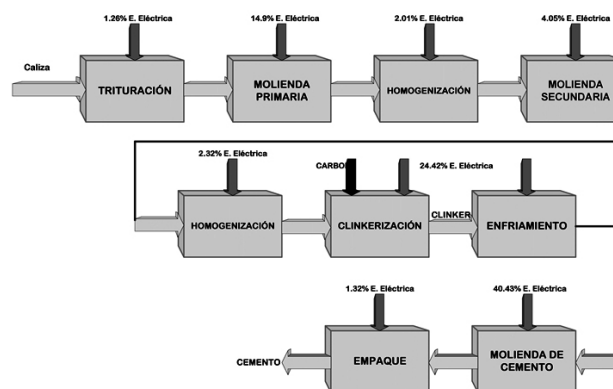 1.26% E. Eléctrica
14.9% E. Eléctrica
2.01% E. Eléctrica
4.05% E. Eléctrica
Caliza
TRITURACIÓN
MOLIENDA
PRIMARIA
HOMOGENIZACIÓN
MOLIENDA
SECUNDARIA
2.32% E. Eléctrica
CARBO
24.42% E. Eléctrica
HOMOGENIZACIÓN
CLINKERIZACIÓN
CLINKER
ENFRIAMIENTO
1.32% E. Eléctrica
40.43% E. Eléctrica
CEMENTO
EMPAQUE
MOLIENDA DE
CEMENTO